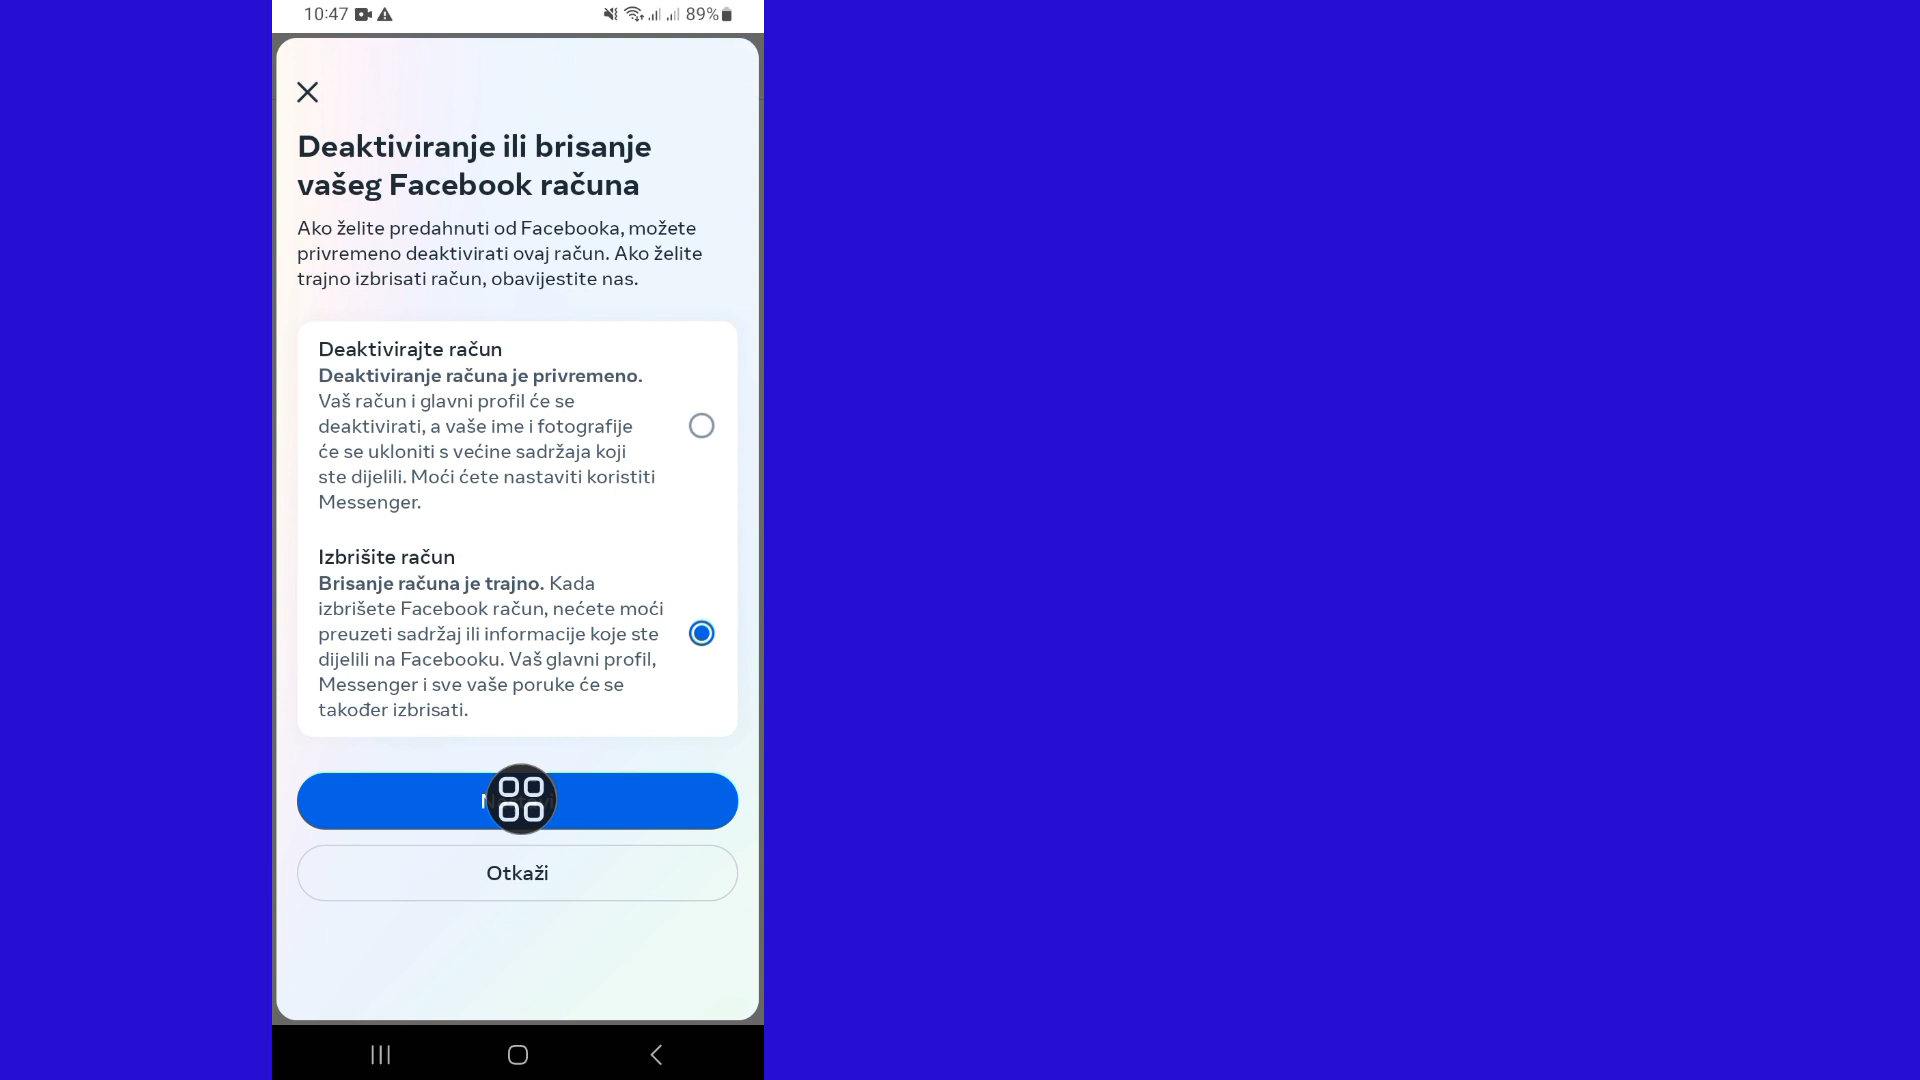 10:47
89%
Deaktiviranje ili brisanje
vašeg Facebook računa
Ako želite predahnuti od Facebooka, možete
privremeno deaktivirati ovaj račun. Ako želite
trajno izbrisati račun, obavijestite nas.
Deaktivirajte račun
Deaktiviranje računa je privremeno.
Vaš račun i glavni profil će se
deaktivirati, a vaše ime i fotografije
će se ukloniti s većine sadržaja koji
ste dijelili. Moći ćete nastaviti koristiti
Messenger.
Izbrišite račun
Brisanje računa je trajno. Kada
izbrišete Facebook račun, nećete moći
preuzeti sadržaj ili informacije koje ste
dijelili na Facebooku. Vaš glavni profil,
Messenger i sve vaše poruke će se
također izbrisati.
Otkaži